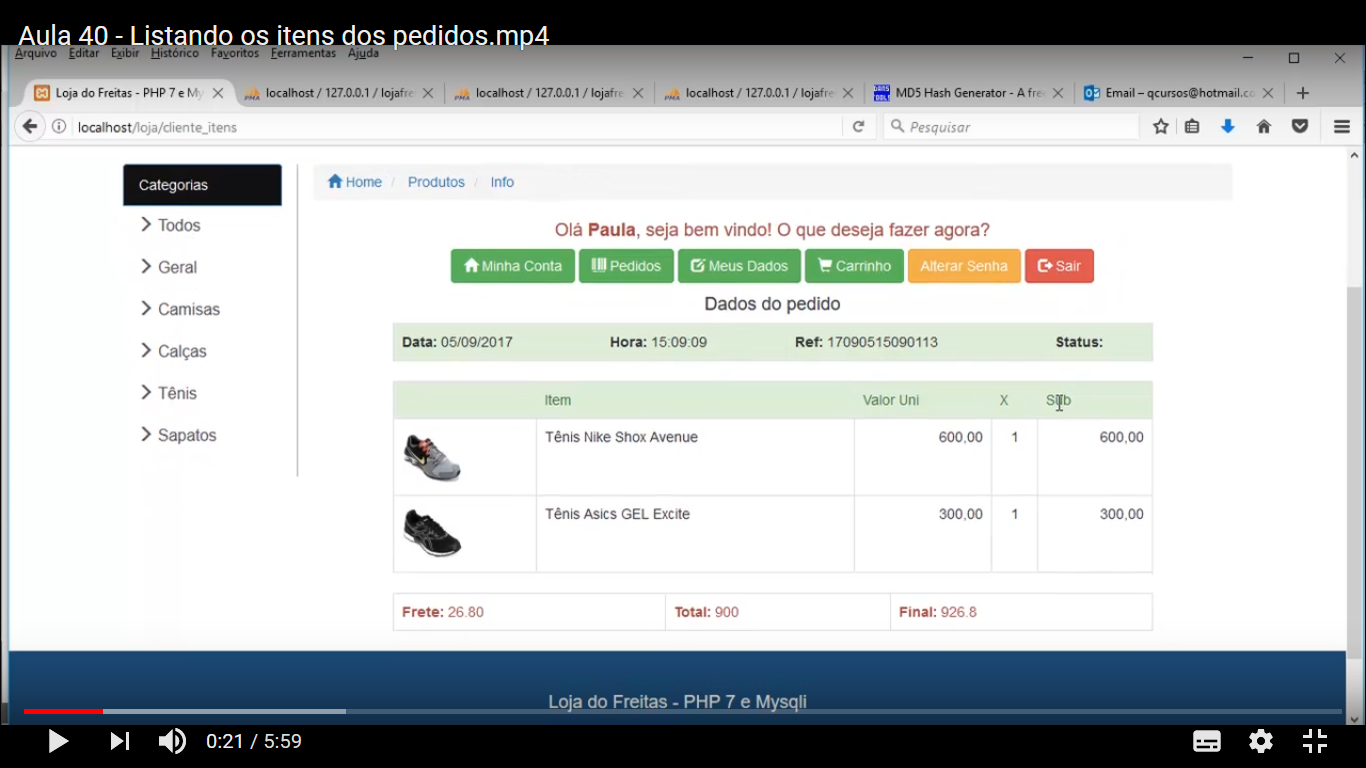 Aula 40 - Listando os itens dos pedidos.mp4
Arquivo Editar Exibir Histórico Favoritos Ferramentas Ajuda
Loja do Freitas - PHP 7 e My
localhost / 127.0.0.1 / lojafre
localhost / 127.0.0.1 / lojafre
localhost / 127.0.0.1 / lojafre
MD5 Hash Generator - A fre
Email – qcursos@hotmail.co
localhost/loja/cliente_itens
Pesquisar
Categorias
Todos
Geral
Camisas
Calças
Tênis
Sapatos
Home / Produtos / Info
Olá Paula, seja bem vindo! O que deseja fazer agora?
Minha Conta Pedidos Meus Dados Carrinho Alterar Senha Sair
Dados do pedido
Data: 05/09/2017 Hora: 15:09:09 Ref: 17090515090113 Status:
Item Valor Uni X Sub
Tênis Nike Shox Avenue 600,00 1 600,00
Tênis Asics GEL Excite 300,00 1 300,00
Frete: 26.80 Total: 900 Final: 926.8
Loja do Freitas - PHP 7 e Mysqli
0:21 / 5:59